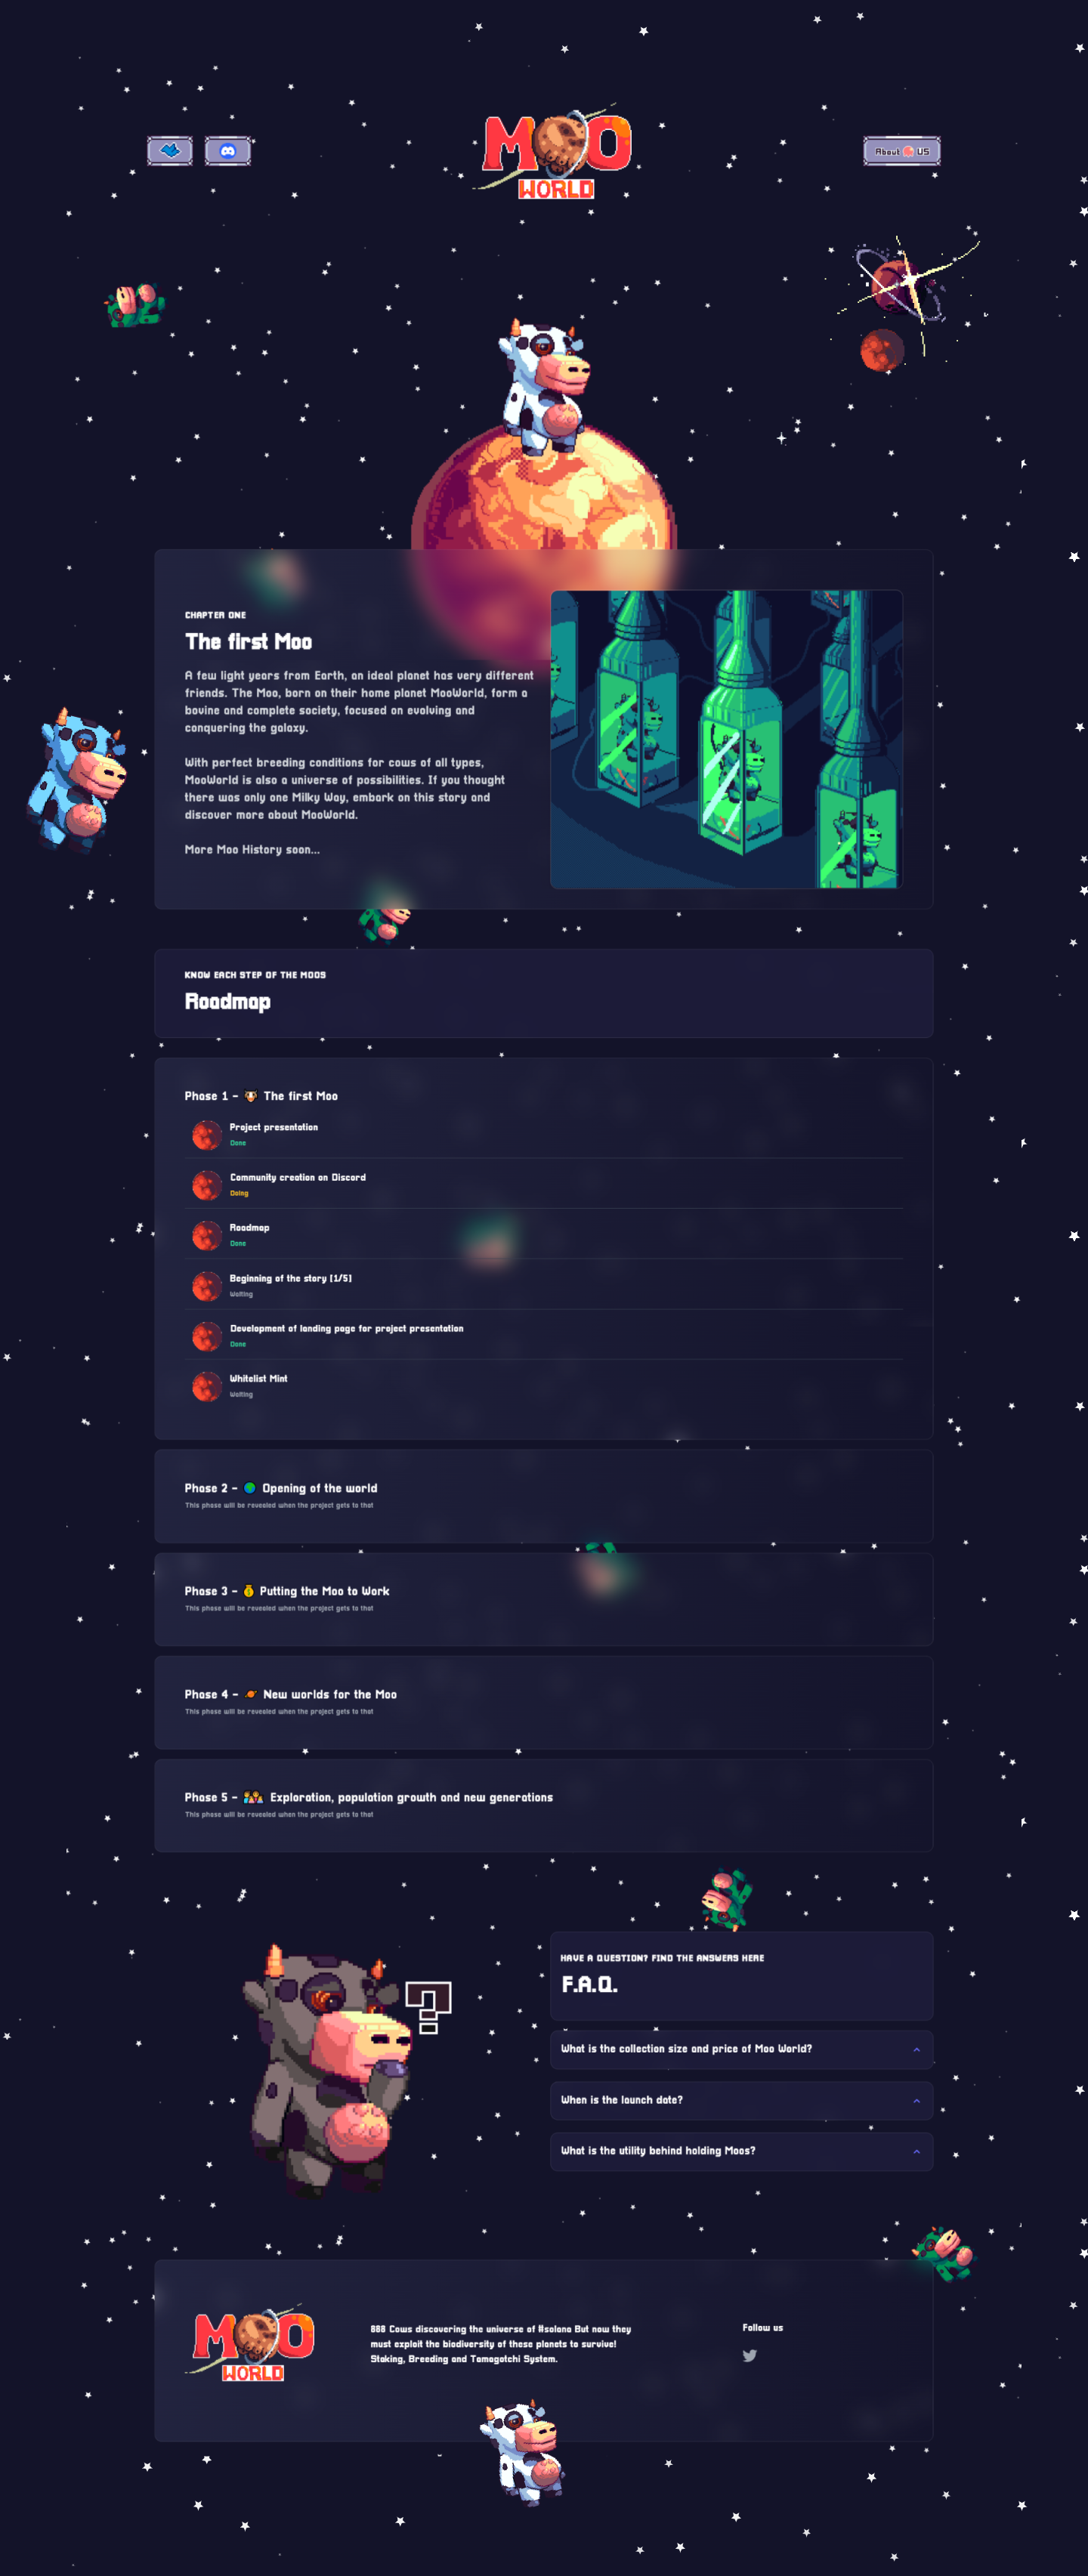 MOO
WORLD
About US
CHAPTER ONE
The first Moo
A few light years from Earth, an ideal planet has very different
friends. The Moo, born on their home planet MooWorld, form a
bovine and complete society, focused on evolving and
conquering the galaxy.
With perfect breeding conditions for cows of all types,
MooWorld is also a universe of possibilities. If you thought
there was only one Milky Way, embark on this story and
discover more about MooWorld.
More Moo History soon...
KNOW EACH STEP OF THE MOOS
Roadmap
Phase 1 - The first Moo
Project presentation
Done
Community creation on Discord
Doing
Roadmap
Done
Beginning of the story [1/5]
Waiting
Development of landing page for project presentation
Done
Whitelist Mint
Waiting
Phase 2 - Opening of the world
This phase will be revealed when the project gets to that
Phase 3 - Putting the Moo to Work
This phase will be revealed when the project gets to that
Phase 4 - New worlds for the Moo
This phase will be revealed when the project gets to that
Phase 5 - Exploration, population growth and new generations
This phase will be revealed when the project gets to that
?
HAVE A QUESTION? FIND THE ANSWERS HERE
F.A.Q.
What is the collection size and price of Moo World?
When is the launch date?
What is the utility behind holding Moos?
MOO
WORLD
888 Cows discovering the universe of #solana But now they
must exploit the biodiversity of these planets to survive!
Staking, Breeding and Tamagotchi System.
Follow us